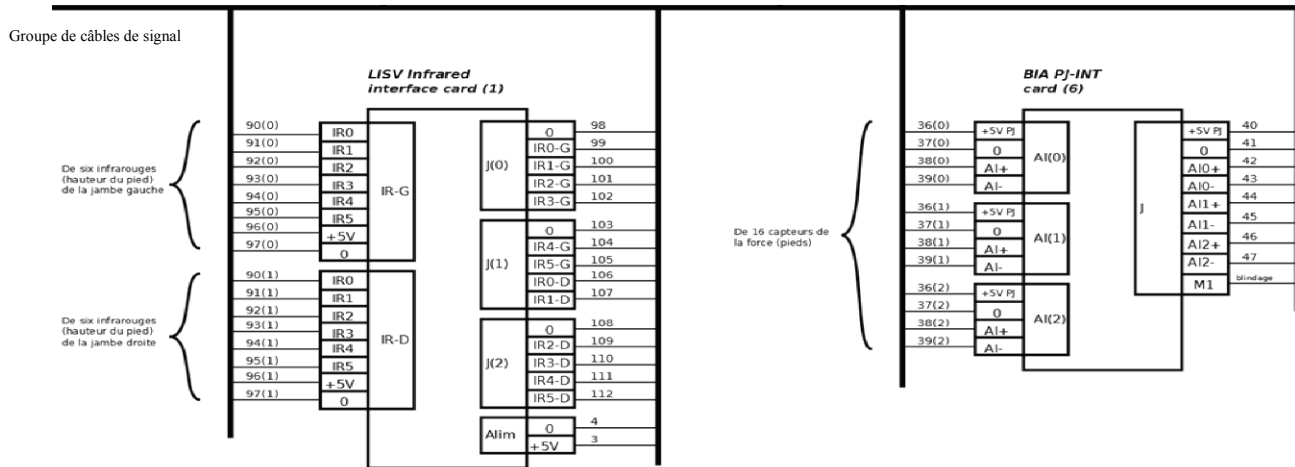 Groupe de câbles de signal
LISV Infrared
interface card (1)
De six infrarouges
(hauteur du pied)
de la jambe gauche
90(0)
91(0)
92(0)
93(0)
94(0)
95(0)
96(0)
97(0)
IR0
IR1
IR2
IR3
IR4
IR5
+5V
0
IR-G
De six infrarouges
(hauteur du pied)
de la jambe droite
90(1)
91(1)
92(1)
93(1)
94(1)
95(1)
96(1)
97(1)
IR0
IR1
IR2
IR3
IR4
IR5
+5V
0
IR-D
J(0)
0
IR0-G
IR1-G
IR2-G
IR3-G
98
99
100
101
102
J(1)
0
IR4-G
IR5-G
IR0-D
IR1-D
103
104
105
106
107
J(2)
0
IR2-D
IR3-D
IR4-D
IR5-D
108
109
110
111
112
Alim
0
+5V
4
3
BIA PJ-INT
card (6)
De 16 capteurs de
la force (pieds)
36(0)
37(0)
38(0)
39(0)
+5V PJ
0
AI+
AI-
AI(0)
36(1)
37(1)
38(1)
39(1)
+5V PJ
0
AI+
AI-
AI(1)
36(2)
37(2)
38(2)
39(2)
+5V PJ
0
AI+
AI-
AI(2)
J
+5V PJ
0
AI0+
AI0-
AI1+
AI1-
AI2+
AI2-
M1
40
41
42
43
44
45
46
47
blindage